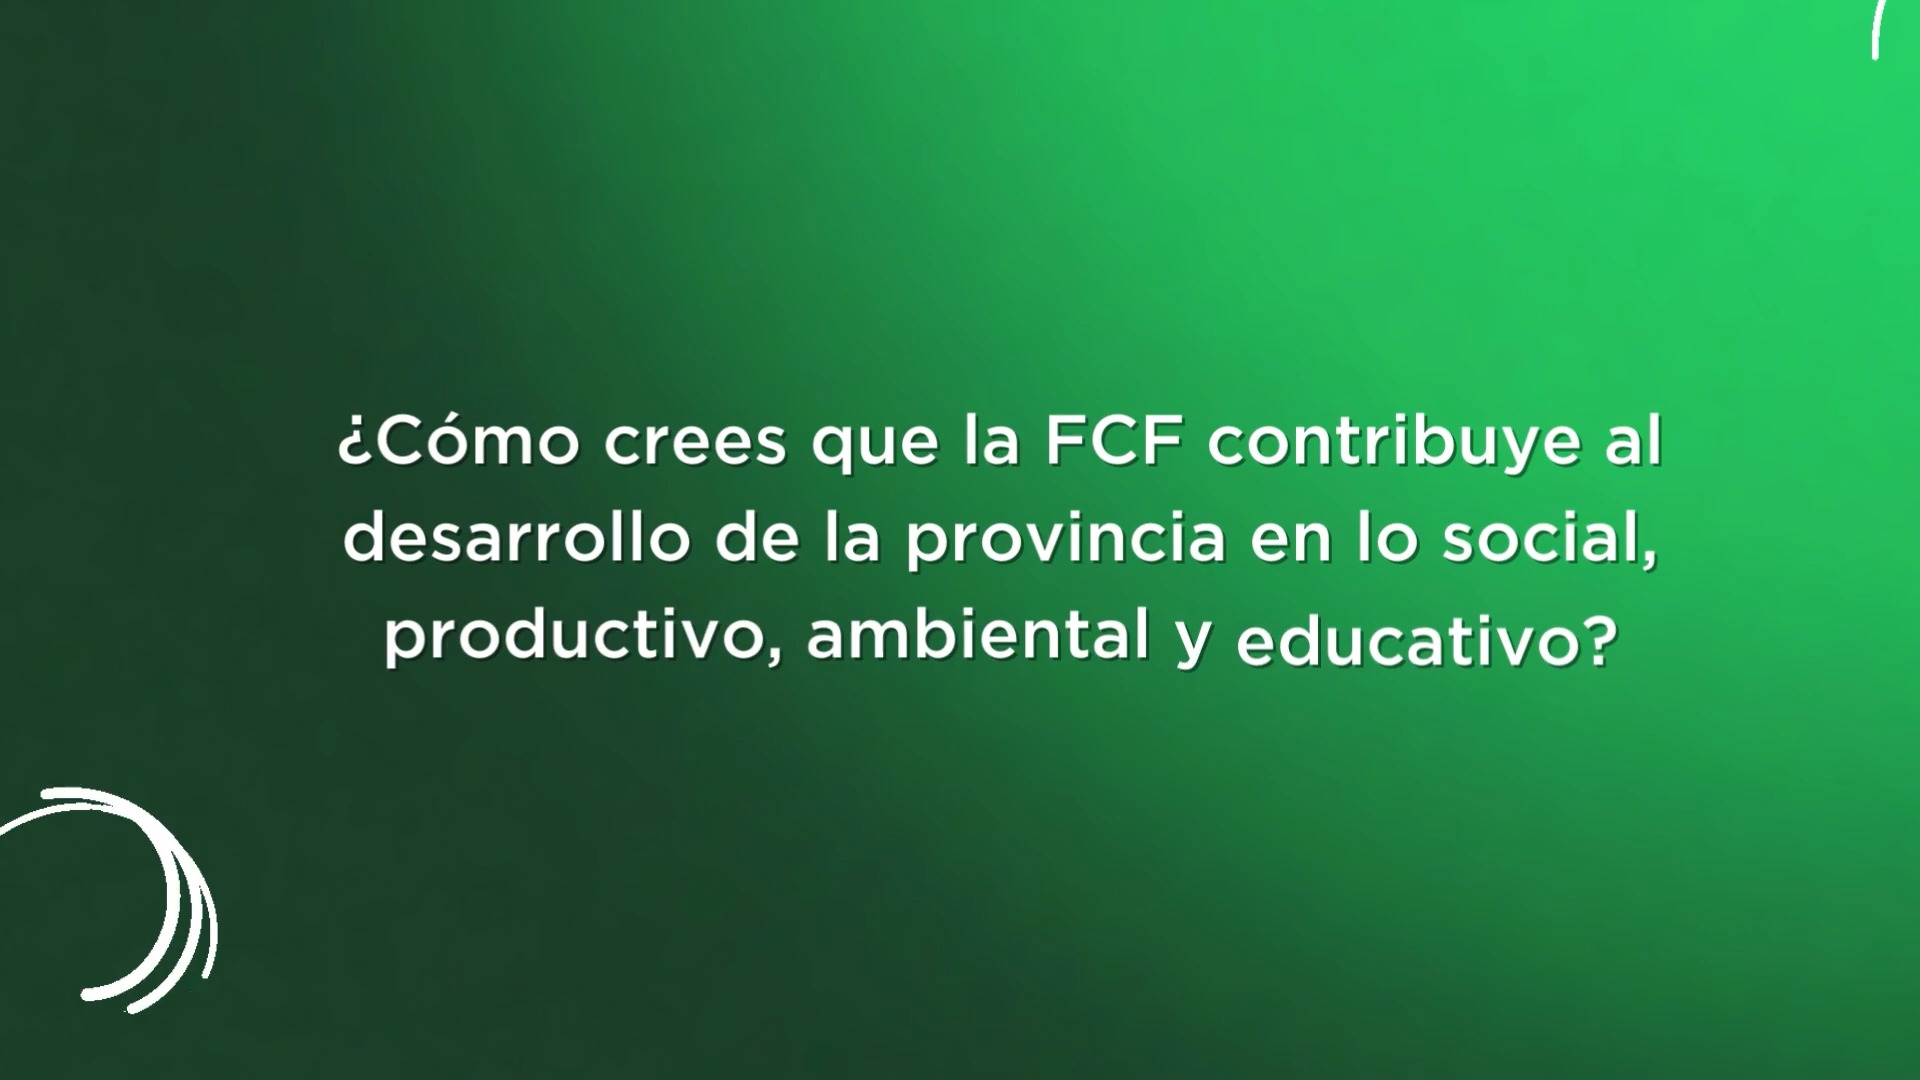 ¿Cómo crees que la FCF contribuye al
desarrollo de la provincia en lo social,
productivo, ambiental y educativo?